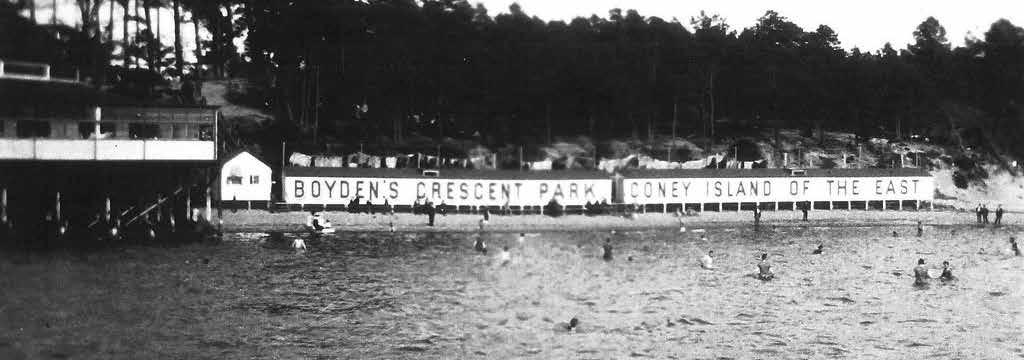 BOYDEN'S CRESCENT PARK CONEY ISLAND OF THE EAST